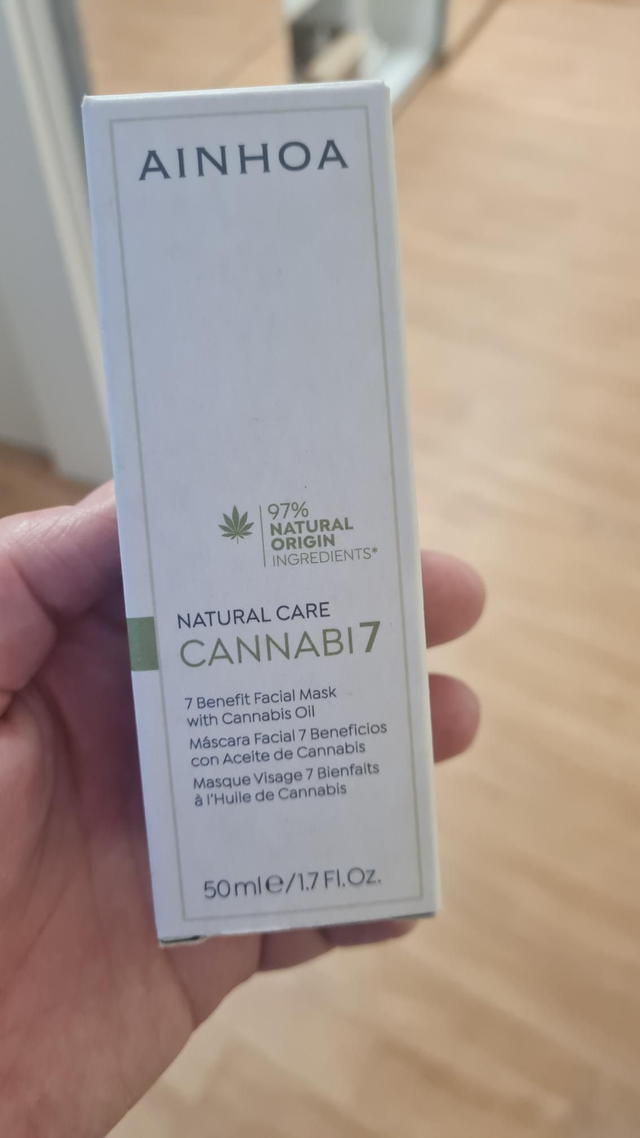 AINHOA
97%
NATURAL
ORIGIN
INGREDIENTS*
NATURAL CARE
CANNABI7
7 Benefit Facial Mask
with Cannabis Oil
Máscara Facial 7 Beneficios
con Aceite de Cannabis
Masque Visage 7 Bienfaits
à l'Huile de Cannabis
50ml℮/1.7 Fl.Oz.